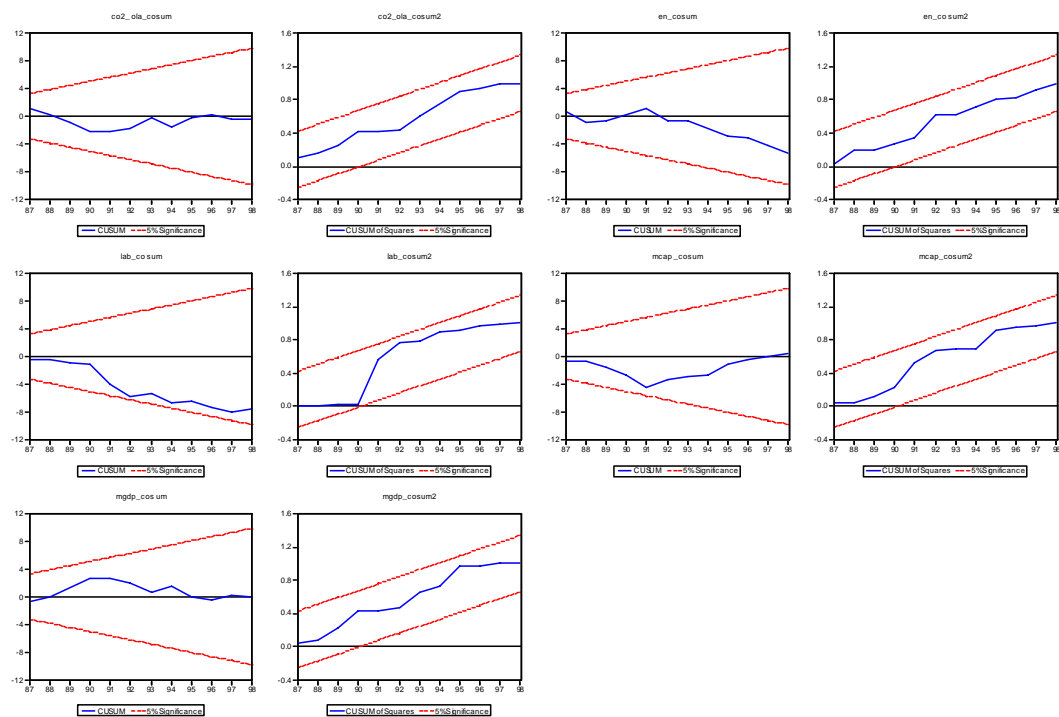 co2_ola_cosum
12
8
4
0
-4
-8
-12
87 88 89 90 91 92 93 94 95 96 97 98
CUSUM 5% Significance
co2_ola_cosum2
1.6
1.2
0.8
0.4
0.0
-0.4
87 88 89 90 91 92 93 94 95 96 97 98
CUSUM of Squares 5% Significance
en_cosum
12
8
4
0
-4
-8
-12
87 88 89 90 91 92 93 94 95 96 97 98
CUSUM 5% Significance
en_cosum2
1.6
1.2
0.8
0.4
0.0
-0.4
87 88 89 90 91 92 93 94 95 96 97 98
CUSUM of Squares 5% Significance
lab_cosum
12
8
4
0
-4
-8
-12
87 88 89 90 91 92 93 94 95 96 97 98
CUSUM 5% Significance
lab_cosum2
1.6
1.2
0.8
0.4
0.0
-0.4
87 88 89 90 91 92 93 94 95 96 97 98
CUSUM of Squares 5% Significance
mcap_cosum
12
8
4
0
-4
-8
-12
87 88 89 90 91 92 93 94 95 96 97 98
CUSUM 5% Significance
mcap_cosum2
1.6
1.2
0.8
0.4
0.0
-0.4
87 88 89 90 91 92 93 94 95 96 97 98
CUSUM of Squares 5% Significance
mgdp_cosum
12
8
4
0
-4
-8
-12
87 88 89 90 91 92 93 94 95 96 97 98
CUSUM 5% Significance
mgdp_cosum2
1.6
1.2
0.8
0.4
0.0
-0.4
87 88 89 90 91 92 93 94 95 96 97 98
CUSUM of Squares 5% Significance